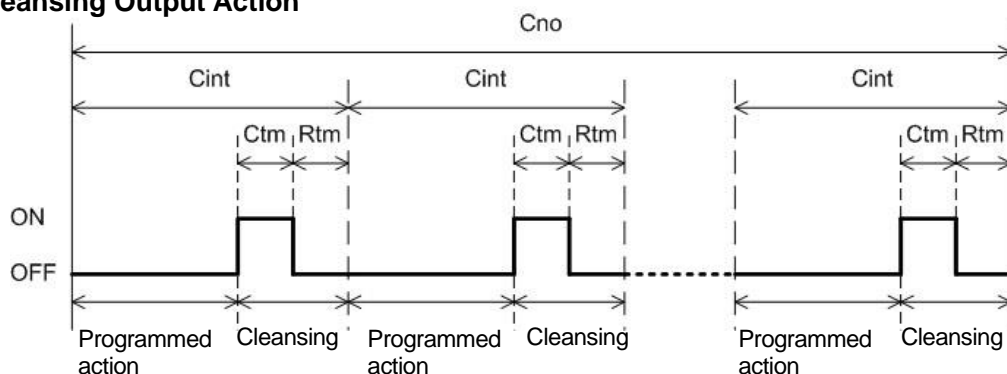 eansing Output Action
Cno
Cint Cint Cint
Ctm Rtm Ctm Rtm Ctm Rtm
ON
OFF
Programmed action Cleansing Programmed action Cleansing Programmed action Cleansing